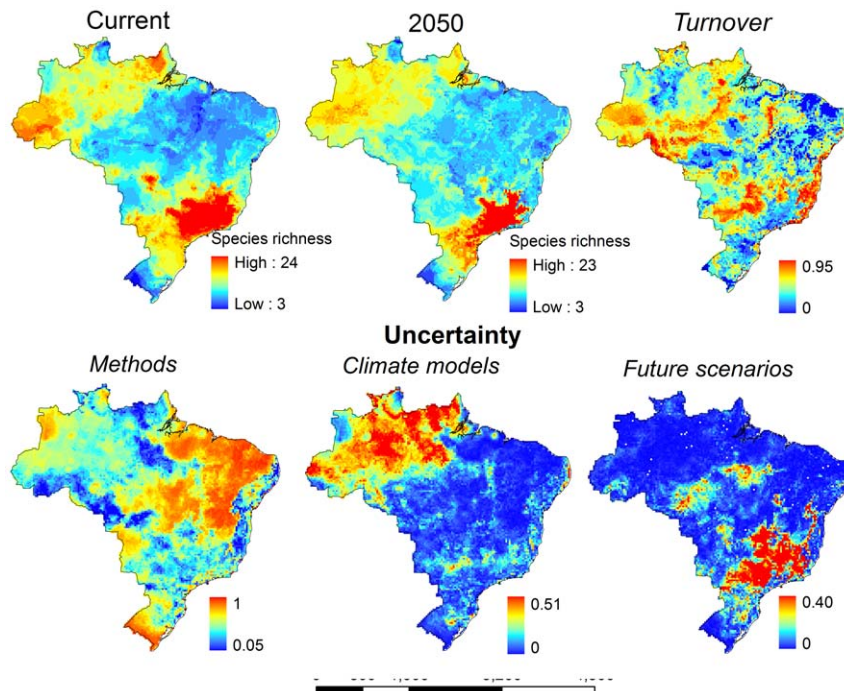 Current
2050
Turnover
Species richness
High : 24
Low : 3
Species richness
High : 23
Low : 3
0.95
0
Uncertainty
Methods
Climate models
Future scenarios
1
0.05
0.51
0
0.40
0